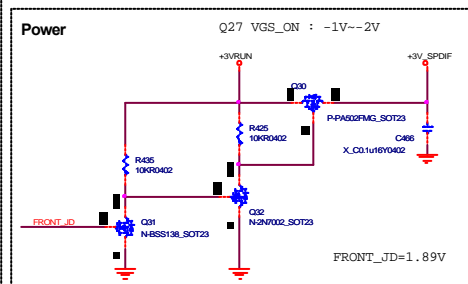 Power
Q27 VGS_ON : -1V~-2V
+3VRUN
+3V_SPDIF
Q30
P-PA502FMG_SOT23
R425
10KR0402
C466
X_C0.1u16Y0402
R435
10KR0402
Q31
N-BSS138_SOT23
Q32
N-2N7002_SOT23
FRONT_JD
FRONT_JD=1.89V